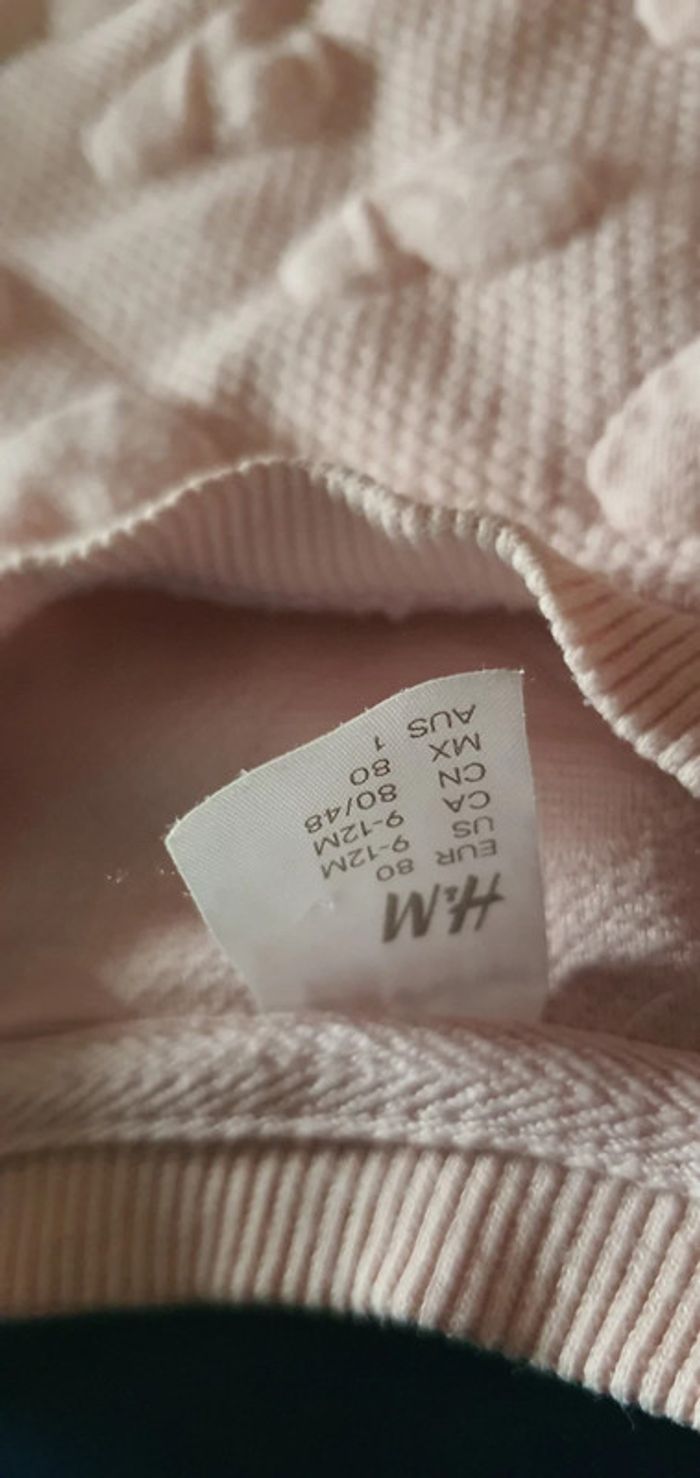 H&M
EUR 80
US 9-12M
CA 9-12M
CN 80/48
MX 80
AUS 1